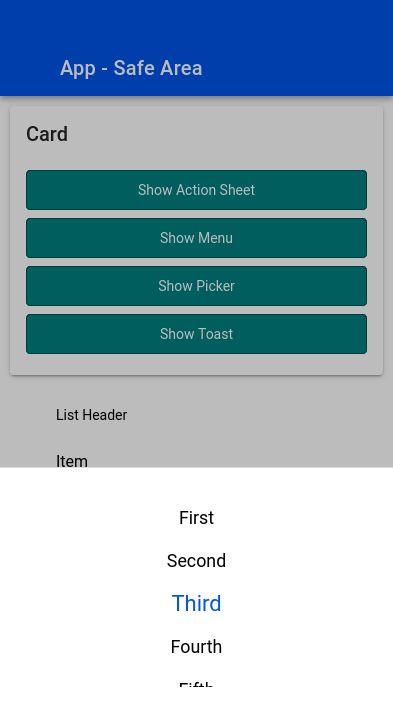 App - Safe Area
Card
Show Action Sheet
Show Menu
Show Picker
Show Toast
List Header
Item
First
Second
Third
Fourth
Fifth